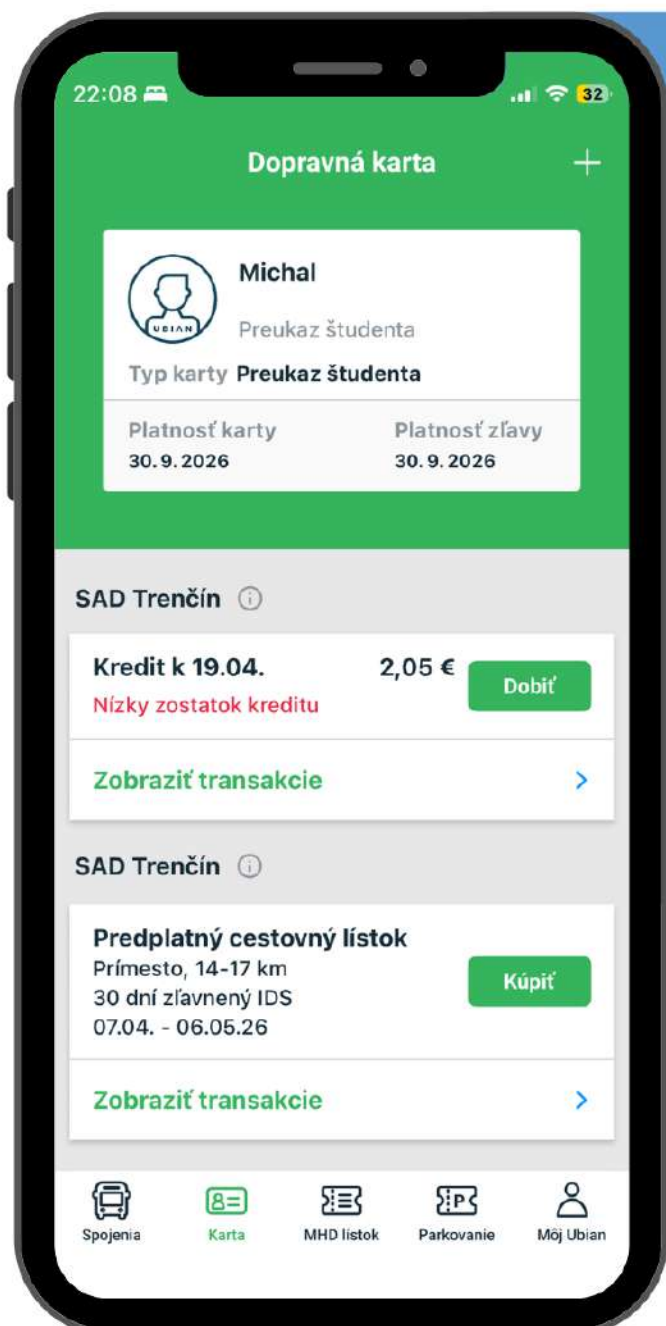 22:08
32
Dopravná karta
Michal
UBIAN
Preukaz študenta
Typ karty Preukaz študenta
Platnosť karty Platnosť zľavy
30.9.2026 30.9.2026
SAD Trenčín
Kredit k 19.04. 2,05 € Dobiť
Nízky zostatok kreditu
Zobraziť transakcie
SAD Trenčín
Predplatný cestovný lístok
Prímesto, 14-17 km
Kúpiť
30 dní zľavnený IDS
07.04. - 06.05.26
Zobraziť transakcie
P
Spojenia Karta MHD lístok Parkovanie Môj Ubian